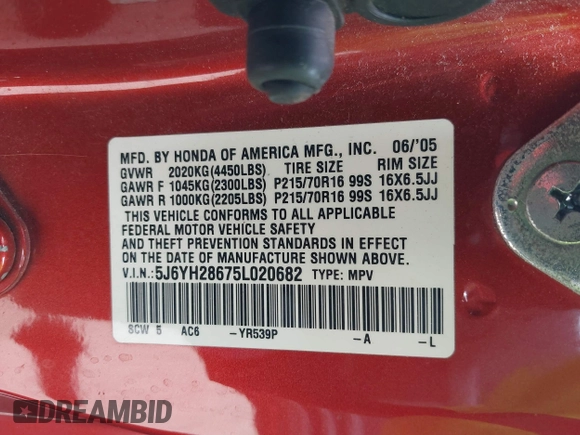 MFD. BY HONDA OF AMERICA MFG., INC. 06/'05
GVWR 2020KG(4450LBS) TIRE SIZE RIM SIZE
GAWR F 1045KG(2300LBS) P215/70R16 99S 16X6.5JJ
GAWR R 1000KG(2205LBS) P215/70R16 99S 16X6.5JJ
THIS VEHICLE CONFORMS TO ALL APPLICABLE
FEDERAL MOTOR VEHICLE SAFETY
AND THEFT PREVENTION STANDARDS IN EFFECT
ON THE DATE OF MANUFACTURE SHOWN ABOVE.
V.I.N.:5J6YH28675L020682 TYPE: MPV
SCW 5 AC6 -YR539P -A -L
DREAMBID